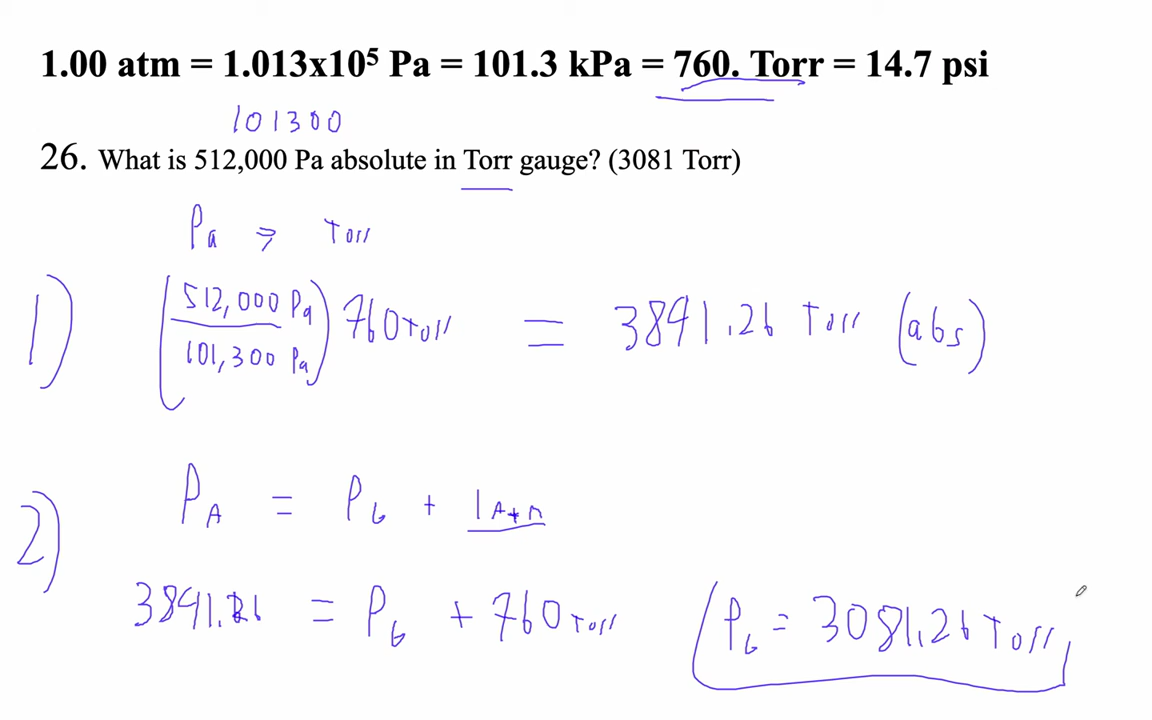 1.00 atm = 1.013x10⁵ Pa = 101.3 kPa = 760. Torr = 14.7 psi
101300
26. What is 512,000 Pa absolute in Torr gauge? (3081 Torr)
Pa → Torr
1) (512,000 Pa / 101,300 Pa) 760 Torr = 3841.26 Torr (abs)
2) P_A = P_G + 1 Atm
3841.26 = P_G + 760 Torr
P_G = 3081.26 Torr